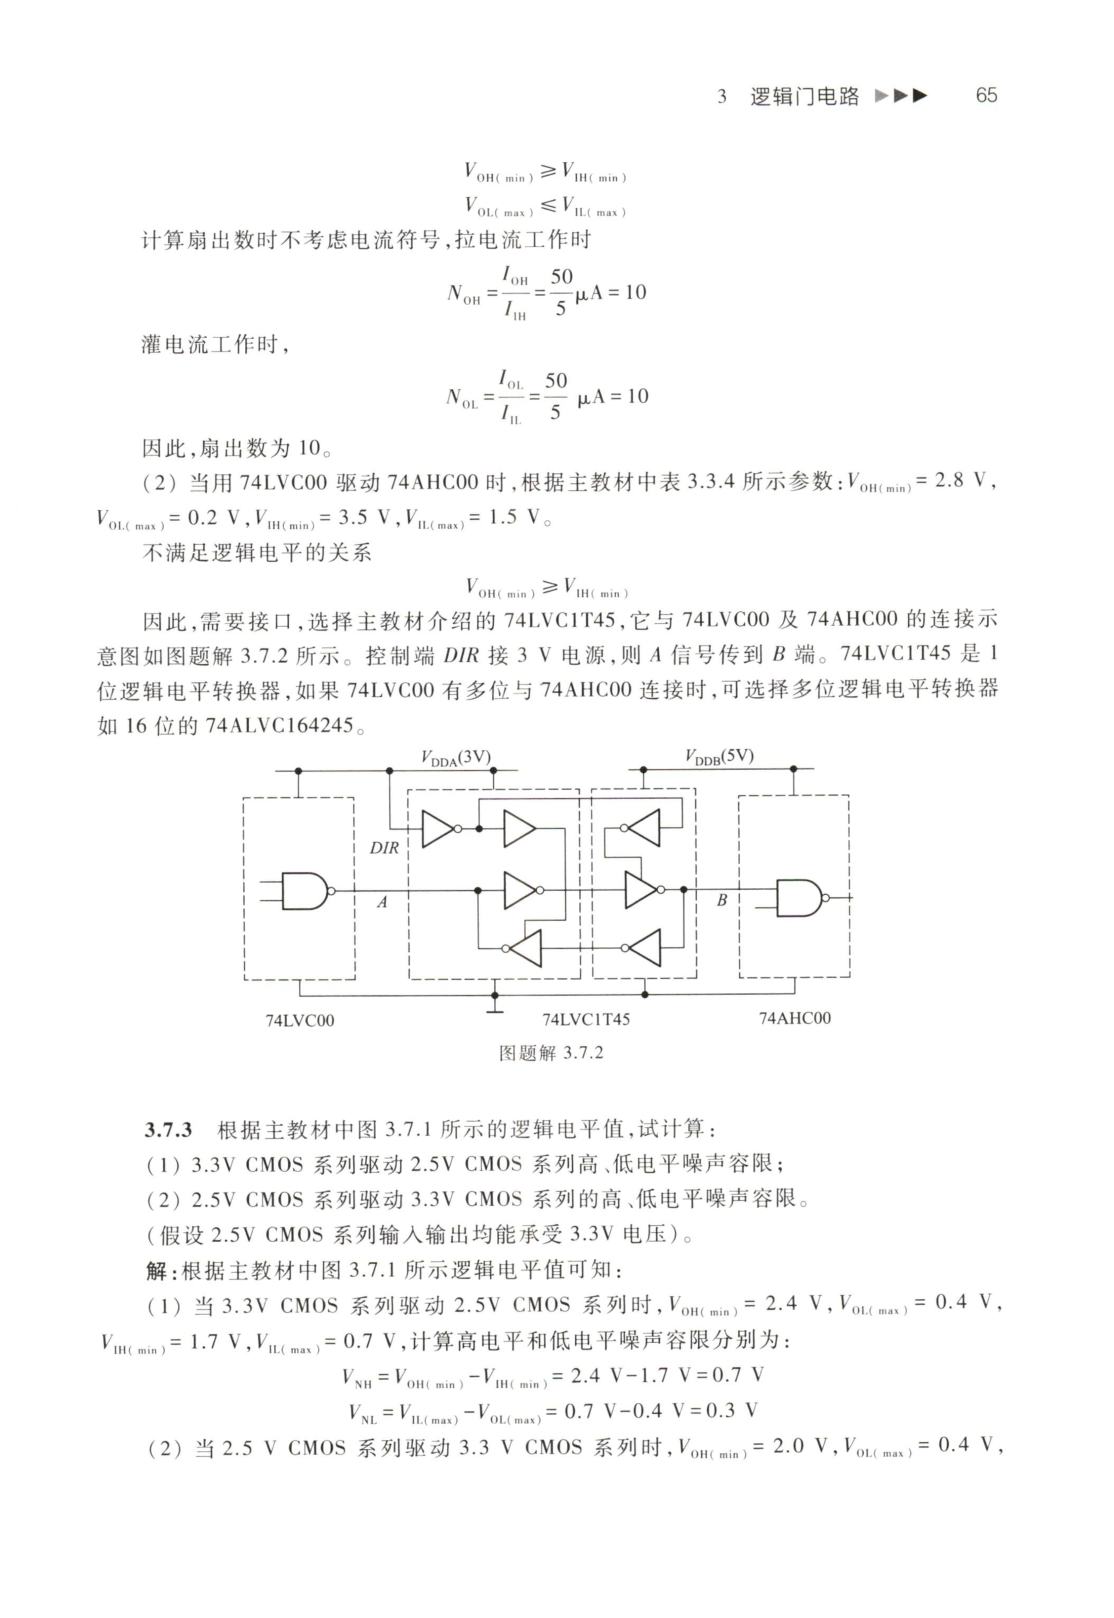 3 逻辑门电路 ▶▶▶ 65
V_OH(min) ≥ V_IH(min)
V_OL(max) ≤ V_IL(max)
计算扇出数时不考虑电流符号,拉电流工作时
N_OH = I_OH/I_IH = 50/5 μA = 10
灌电流工作时,
N_OL = I_OL/I_IL = 50/5 μA = 10
因此,扇出数为 10。
(2) 当用 74LVC00 驱动 74AHC00 时,根据主教材中表 3.3.4 所示参数:V_OH(min) = 2.8 V,
V_OL(max) = 0.2 V,V_IH(min) = 3.5 V,V_IL(max) = 1.5 V。
不满足逻辑电平的关系
V_OH(min) ≥ V_IH(min)
因此,需要接口,选择主教材介绍的 74LVC1T45,它与 74LVC00 及 74AHC00 的连接示
意图如图题解 3.7.2 所示。控制端 DIR 接 3 V 电源,则 A 信号传到 B 端。74LVC1T45 是 1
位逻辑电平转换器,如果 74LVC00 有多位与 74AHC00 连接时,可选择多位逻辑电平转换器
如 16 位的 74ALVC164245。
V_DDA(3V) V_DDB(5V)
DIR
A B
74LVC00 74LVC1T45 74AHC00
图题解 3.7.2
3.7.3 根据主教材中图 3.7.1 所示的逻辑电平值,试计算:
(1) 3.3V CMOS 系列驱动 2.5V CMOS 系列高、低电平噪声容限;
(2) 2.5V CMOS 系列驱动 3.3V CMOS 系列的高、低电平噪声容限。
(假设 2.5V CMOS 系列输入输出均能承受 3.3V 电压)。
解:根据主教材中图 3.7.1 所示逻辑电平值可知:
(1) 当 3.3V CMOS 系列驱动 2.5V CMOS 系列时,V_OH(min) = 2.4 V,V_OL(max) = 0.4 V,
V_IH(min) = 1.7 V,V_IL(max) = 0.7 V,计算高电平和低电平噪声容限分别为:
V_NH = V_OH(min) - V_IH(min) = 2.4 V-1.7 V=0.7 V
V_NL = V_IL(max) - V_OL(max) = 0.7 V-0.4 V=0.3 V
(2) 当 2.5 V CMOS 系列驱动 3.3 V CMOS 系列时,V_OH(min) = 2.0 V,V_OL(max) = 0.4 V,